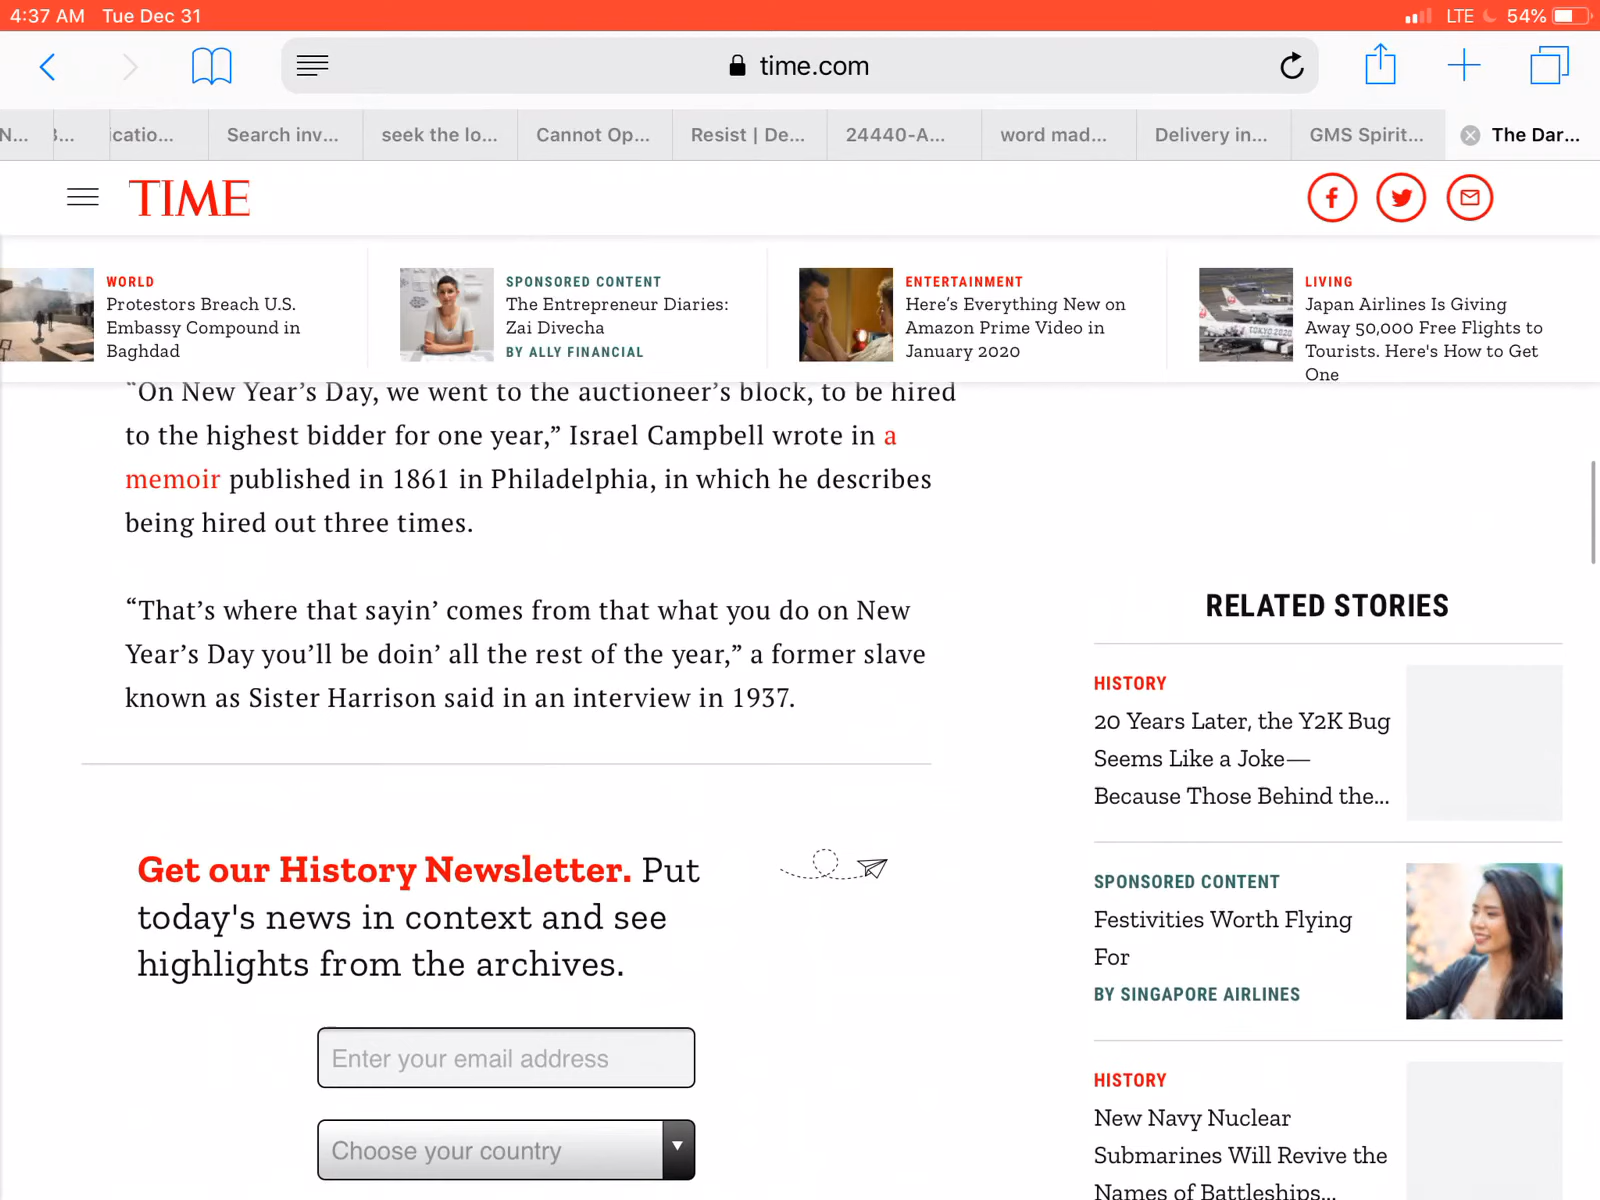 4:37 AM Tue Dec 31
LTE 54%
time.com
N...
icatio...
Search inv...
seek the lo...
Cannot Op...
Resist | De...
24440-A...
word mad...
Delivery in...
GMS Spirit...
The Dar...
TIME
WORLD
Protestors Breach U.S.
Embassy Compound in
Baghdad
SPONSORED CONTENT
The Entrepreneur Diaries:
Zai Divecha
BY ALLY FINANCIAL
ENTERTAINMENT
Here's Everything New on
Amazon Prime Video in
January 2020
LIVING
Japan Airlines Is Giving
Away 50,000 Free Flights to
Tourists. Here's How to Get
One
“On New Year’s Day, we went to the auctioneer’s block, to be hired
to the highest bidder for one year,” Israel Campbell wrote in a
memoir published in 1861 in Philadelphia, in which he describes
being hired out three times.
“That’s where that sayin’ comes from that what you do on New
Year’s Day you’ll be doin’ all the rest of the year,” a former slave
known as Sister Harrison said in an interview in 1937.
Get our History Newsletter. Put
today's news in context and see
highlights from the archives.
Enter your email address
Choose your country
RELATED STORIES
HISTORY
20 Years Later, the Y2K Bug
Seems Like a Joke—
Because Those Behind the...
SPONSORED CONTENT
Festivities Worth Flying
For
BY SINGAPORE AIRLINES
HISTORY
New Navy Nuclear
Submarines Will Revive the
Names of Battleships...